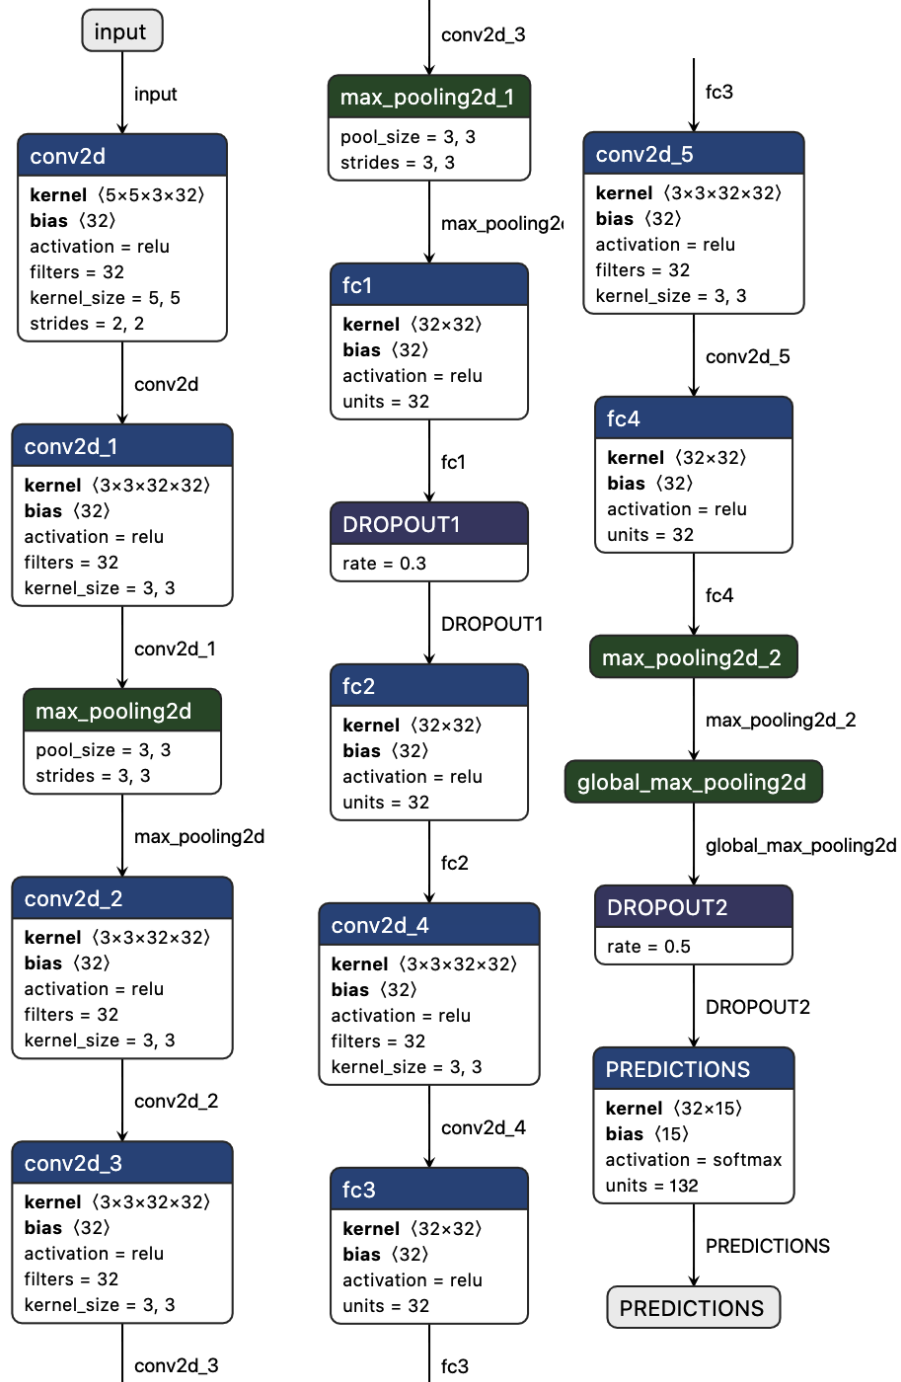 input
input
conv2d
kernel 〈5×5×3×32〉
bias 〈32〉
activation = relu
filters = 32
kernel_size = 5, 5
strides = 2, 2
conv2d
conv2d_1
kernel 〈3×3×32×32〉
bias 〈32〉
activation = relu
filters = 32
kernel_size = 3, 3
conv2d_1
max_pooling2d
pool_size = 3, 3
strides = 3, 3
max_pooling2d
conv2d_2
kernel 〈3×3×32×32〉
bias 〈32〉
activation = relu
filters = 32
kernel_size = 3, 3
conv2d_2
conv2d_3
kernel 〈3×3×32×32〉
bias 〈32〉
activation = relu
filters = 32
kernel_size = 3, 3
conv2d_3
conv2d_3
max_pooling2d_1
pool_size = 3, 3
strides = 3, 3
max_pooling2d
fc1
kernel 〈32×32〉
bias 〈32〉
activation = relu
units = 32
fc1
DROPOUT1
rate = 0.3
DROPOUT1
fc2
kernel 〈32×32〉
bias 〈32〉
activation = relu
units = 32
fc2
conv2d_4
kernel 〈3×3×32×32〉
bias 〈32〉
activation = relu
filters = 32
kernel_size = 3, 3
conv2d_4
fc3
kernel 〈32×32〉
bias 〈32〉
activation = relu
units = 32
fc3
fc3
conv2d_5
kernel 〈3×3×32×32〉
bias 〈32〉
activation = relu
filters = 32
kernel_size = 3, 3
conv2d_5
fc4
kernel 〈32×32〉
bias 〈32〉
activation = relu
units = 32
fc4
max_pooling2d_2
max_pooling2d_2
global_max_pooling2d
global_max_pooling2d
DROPOUT2
rate = 0.5
DROPOUT2
PREDICTIONS
kernel 〈32×15〉
bias 〈15〉
activation = softmax
units = 132
PREDICTIONS
PREDICTIONS